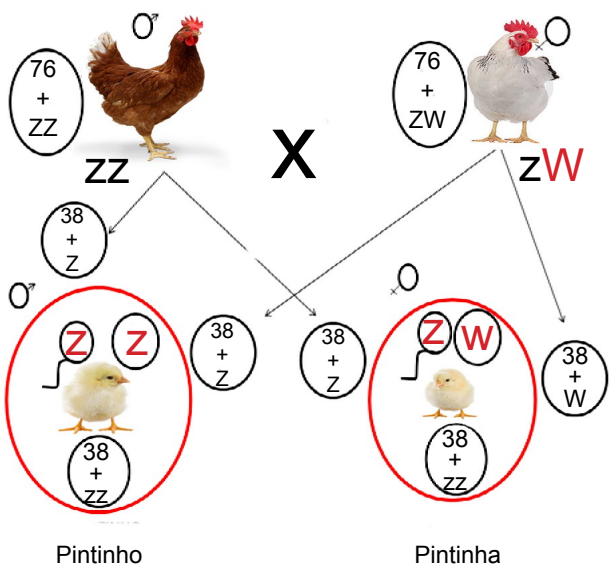 ♂
♀
76
+
ZZ
76
+
ZW
X
zz
zW
38
+
Z
♂
♀
Z
Z
38
+
Z
38
+
Z
Z
W
38
+
W
38
+
zz
38
+
zz
Pintinho
Pintinha